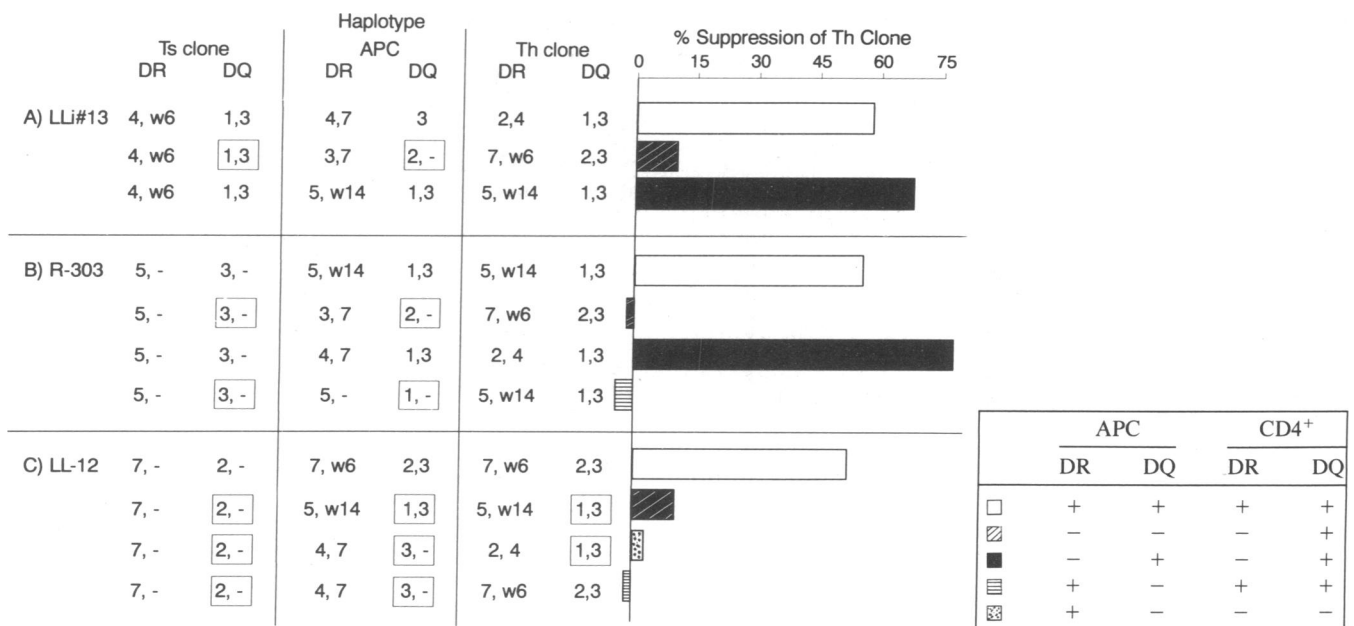 Haplotype
Ts clone APC Th clone % Suppression of Th Clone
DR DQ DR DQ DR DQ 0 15 30 45 60 75
A) LLi#13 4, w6 1,3 4,7 3 2,4 1,3
4, w6 1,3 3,7 2, - 7, w6 2,3
4, w6 1,3 5, w14 1,3 5, w14 1,3
B) R-303 5, - 3, - 5, w14 1,3 5, w14 1,3
5, - 3, - 3, 7 2, - 7, w6 2,3
5, - 3, - 4, 7 1,3 2, 4 1,3
5, - 3, - 5, - 1, - 5, w14 1,3
C) LL-12 7, - 2, - 7, w6 2,3 7, w6 2,3
7, - 2, - 5, w14 1,3 5, w14 1,3
7, - 2, - 4, 7 3, - 2, 4 1,3
7, - 2, - 4, 7 3, - 7, w6 2,3
APC CD4+
DR DQ DR DQ
+ + + +
− − − +
− + − +
+ − + +
+ − − −